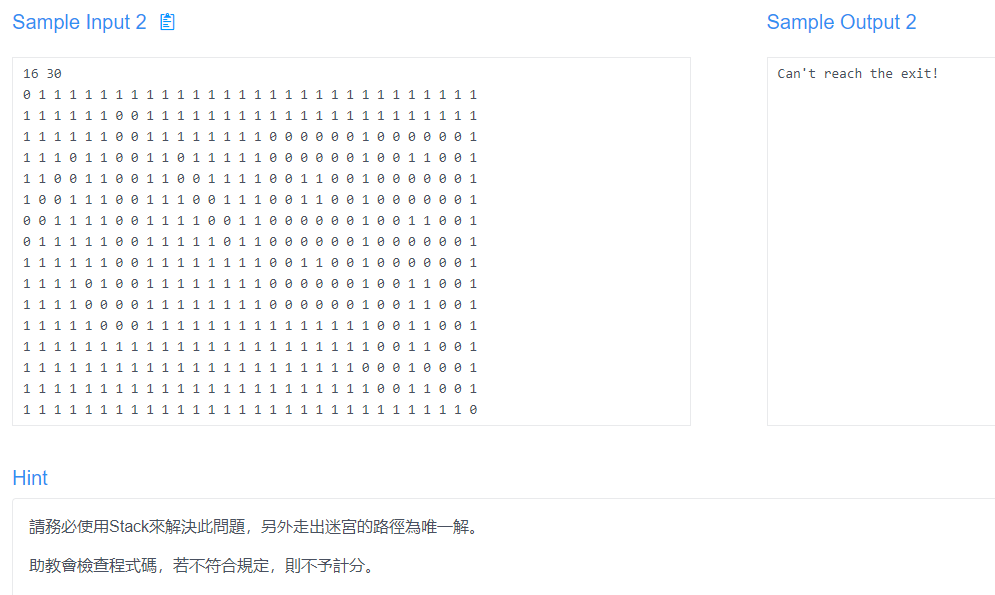 Sample Input 2
Sample Output 2
16 30
Can't reach the exit!
0 1 1 1 1 1 1 1 1 1 1 1 1 1 1 1 1 1 1 1 1 1 1 1 1 1 1 1 1 1
1 1 1 1 1 1 0 0 1 1 1 1 1 1 1 1 1 1 1 1 1 1 1 1 1 1 1 1 1 1
1 1 1 1 1 1 0 0 1 1 1 1 1 1 1 1 0 0 0 0 0 0 1 0 0 0 0 0 0 1
1 1 1 0 1 1 0 0 1 1 0 1 1 1 1 1 0 0 0 0 0 0 1 0 0 1 1 0 0 1
1 1 0 0 1 1 0 0 1 1 0 0 1 1 1 1 0 0 1 1 0 0 1 0 0 0 0 0 0 1
1 0 0 1 1 1 0 0 1 1 1 0 0 1 1 1 0 0 1 1 0 0 1 0 0 0 0 0 0 1
0 0 1 1 1 1 0 0 1 1 1 1 0 0 1 1 0 0 0 0 0 0 1 0 0 1 1 0 0 1
0 1 1 1 1 1 0 0 1 1 1 1 1 0 1 1 0 0 0 0 0 0 1 0 0 0 0 0 0 1
1 1 1 1 1 1 0 0 1 1 1 1 1 1 1 1 0 0 1 1 0 0 1 0 0 0 0 0 0 1
1 1 1 1 0 1 0 0 1 1 1 1 1 1 1 1 0 0 0 0 0 0 1 0 0 1 1 0 0 1
1 1 1 1 0 0 0 0 1 1 1 1 1 1 1 1 0 0 0 0 0 0 1 0 0 1 1 0 0 1
1 1 1 1 1 0 0 0 1 1 1 1 1 1 1 1 1 1 1 1 1 1 1 0 0 1 1 0 0 1
1 1 1 1 1 1 1 1 1 1 1 1 1 1 1 1 1 1 1 1 1 1 1 0 0 1 1 0 0 1
1 1 1 1 1 1 1 1 1 1 1 1 1 1 1 1 1 1 1 1 1 1 0 0 0 1 0 0 0 1
1 1 1 1 1 1 1 1 1 1 1 1 1 1 1 1 1 1 1 1 1 1 1 0 0 1 1 0 0 1
1 1 1 1 1 1 1 1 1 1 1 1 1 1 1 1 1 1 1 1 1 1 1 1 1 1 1 1 1 0
Hint
請務必使用Stack來解決此問題，另外走出迷宮的路徑為唯一解。
助教會檢查程式碼，若不符合規定，則不予計分。